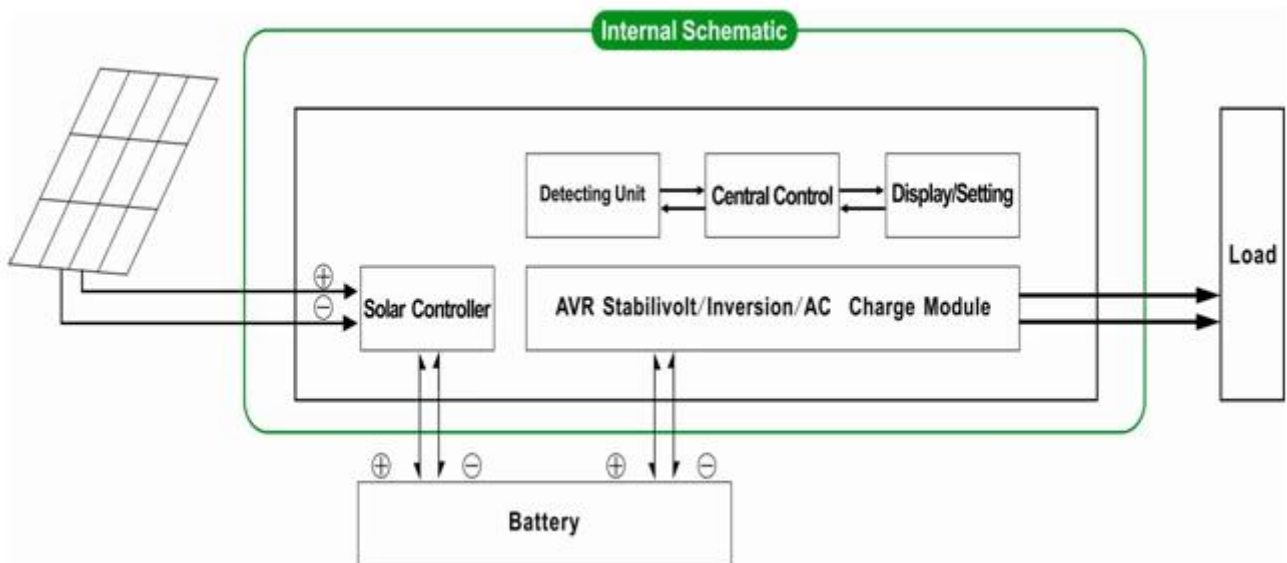 Internal Schematic
Detecting Unit
Central Control
Display/Setting
Load
+
−
Solar Controller
AVR Stabilivolt/Inversion/AC Charge Module
+ − + −
Battery